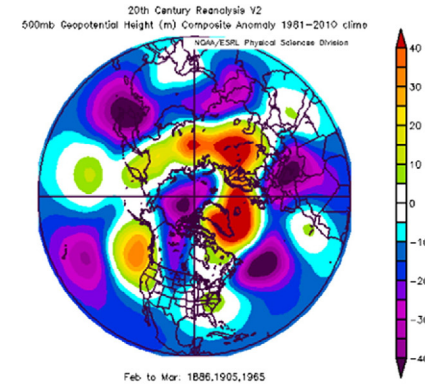 20th Century Reanalysis V2
500mb Geopotential Height (m) Composite Anomaly 1981-2010 climo
NOAA/ESRL Physical Sciences Division
40
30
20
10
0
-10
-20
-30
-40
Feb to Mar: 1886,1905,1965